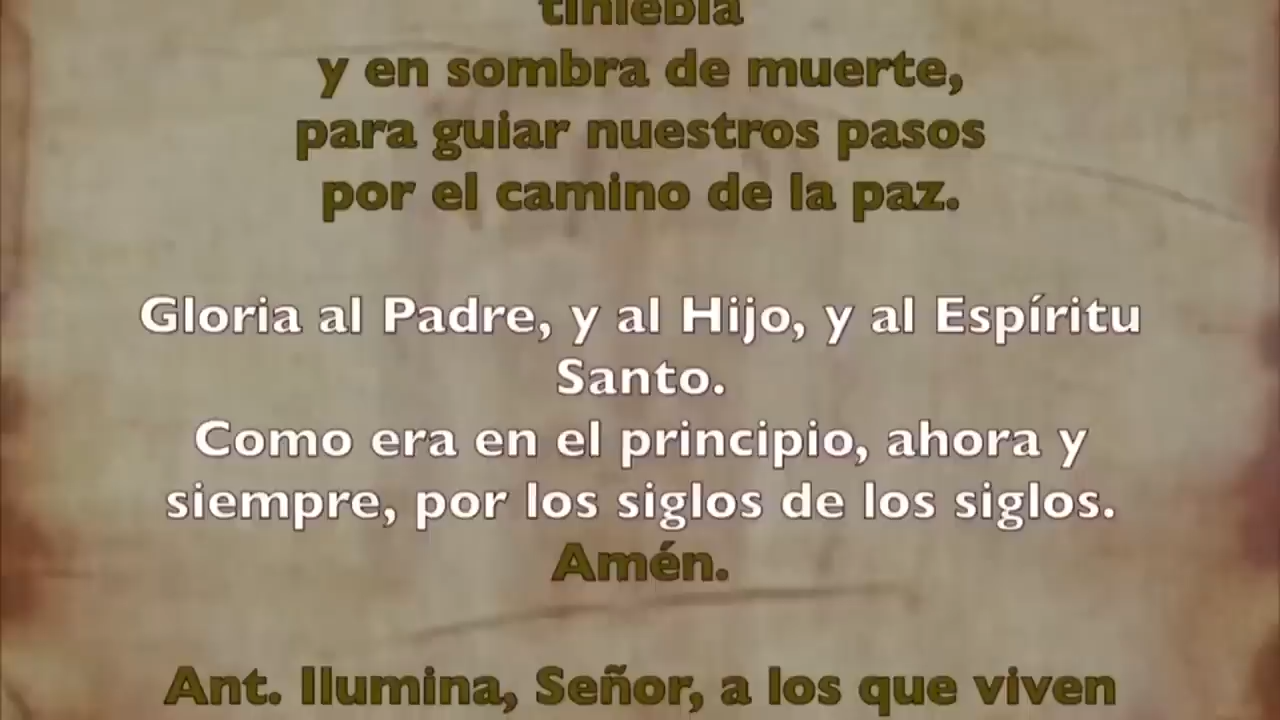 tiniebla
y en sombra de muerte,
para guiar nuestros pasos
por el camino de la paz.
Gloria al Padre, y al Hijo, y al Espíritu
Santo.
Como era en el principio, ahora y
siempre, por los siglos de los siglos.
Amén.
Ant. Ilumina, Señor, a los que viven